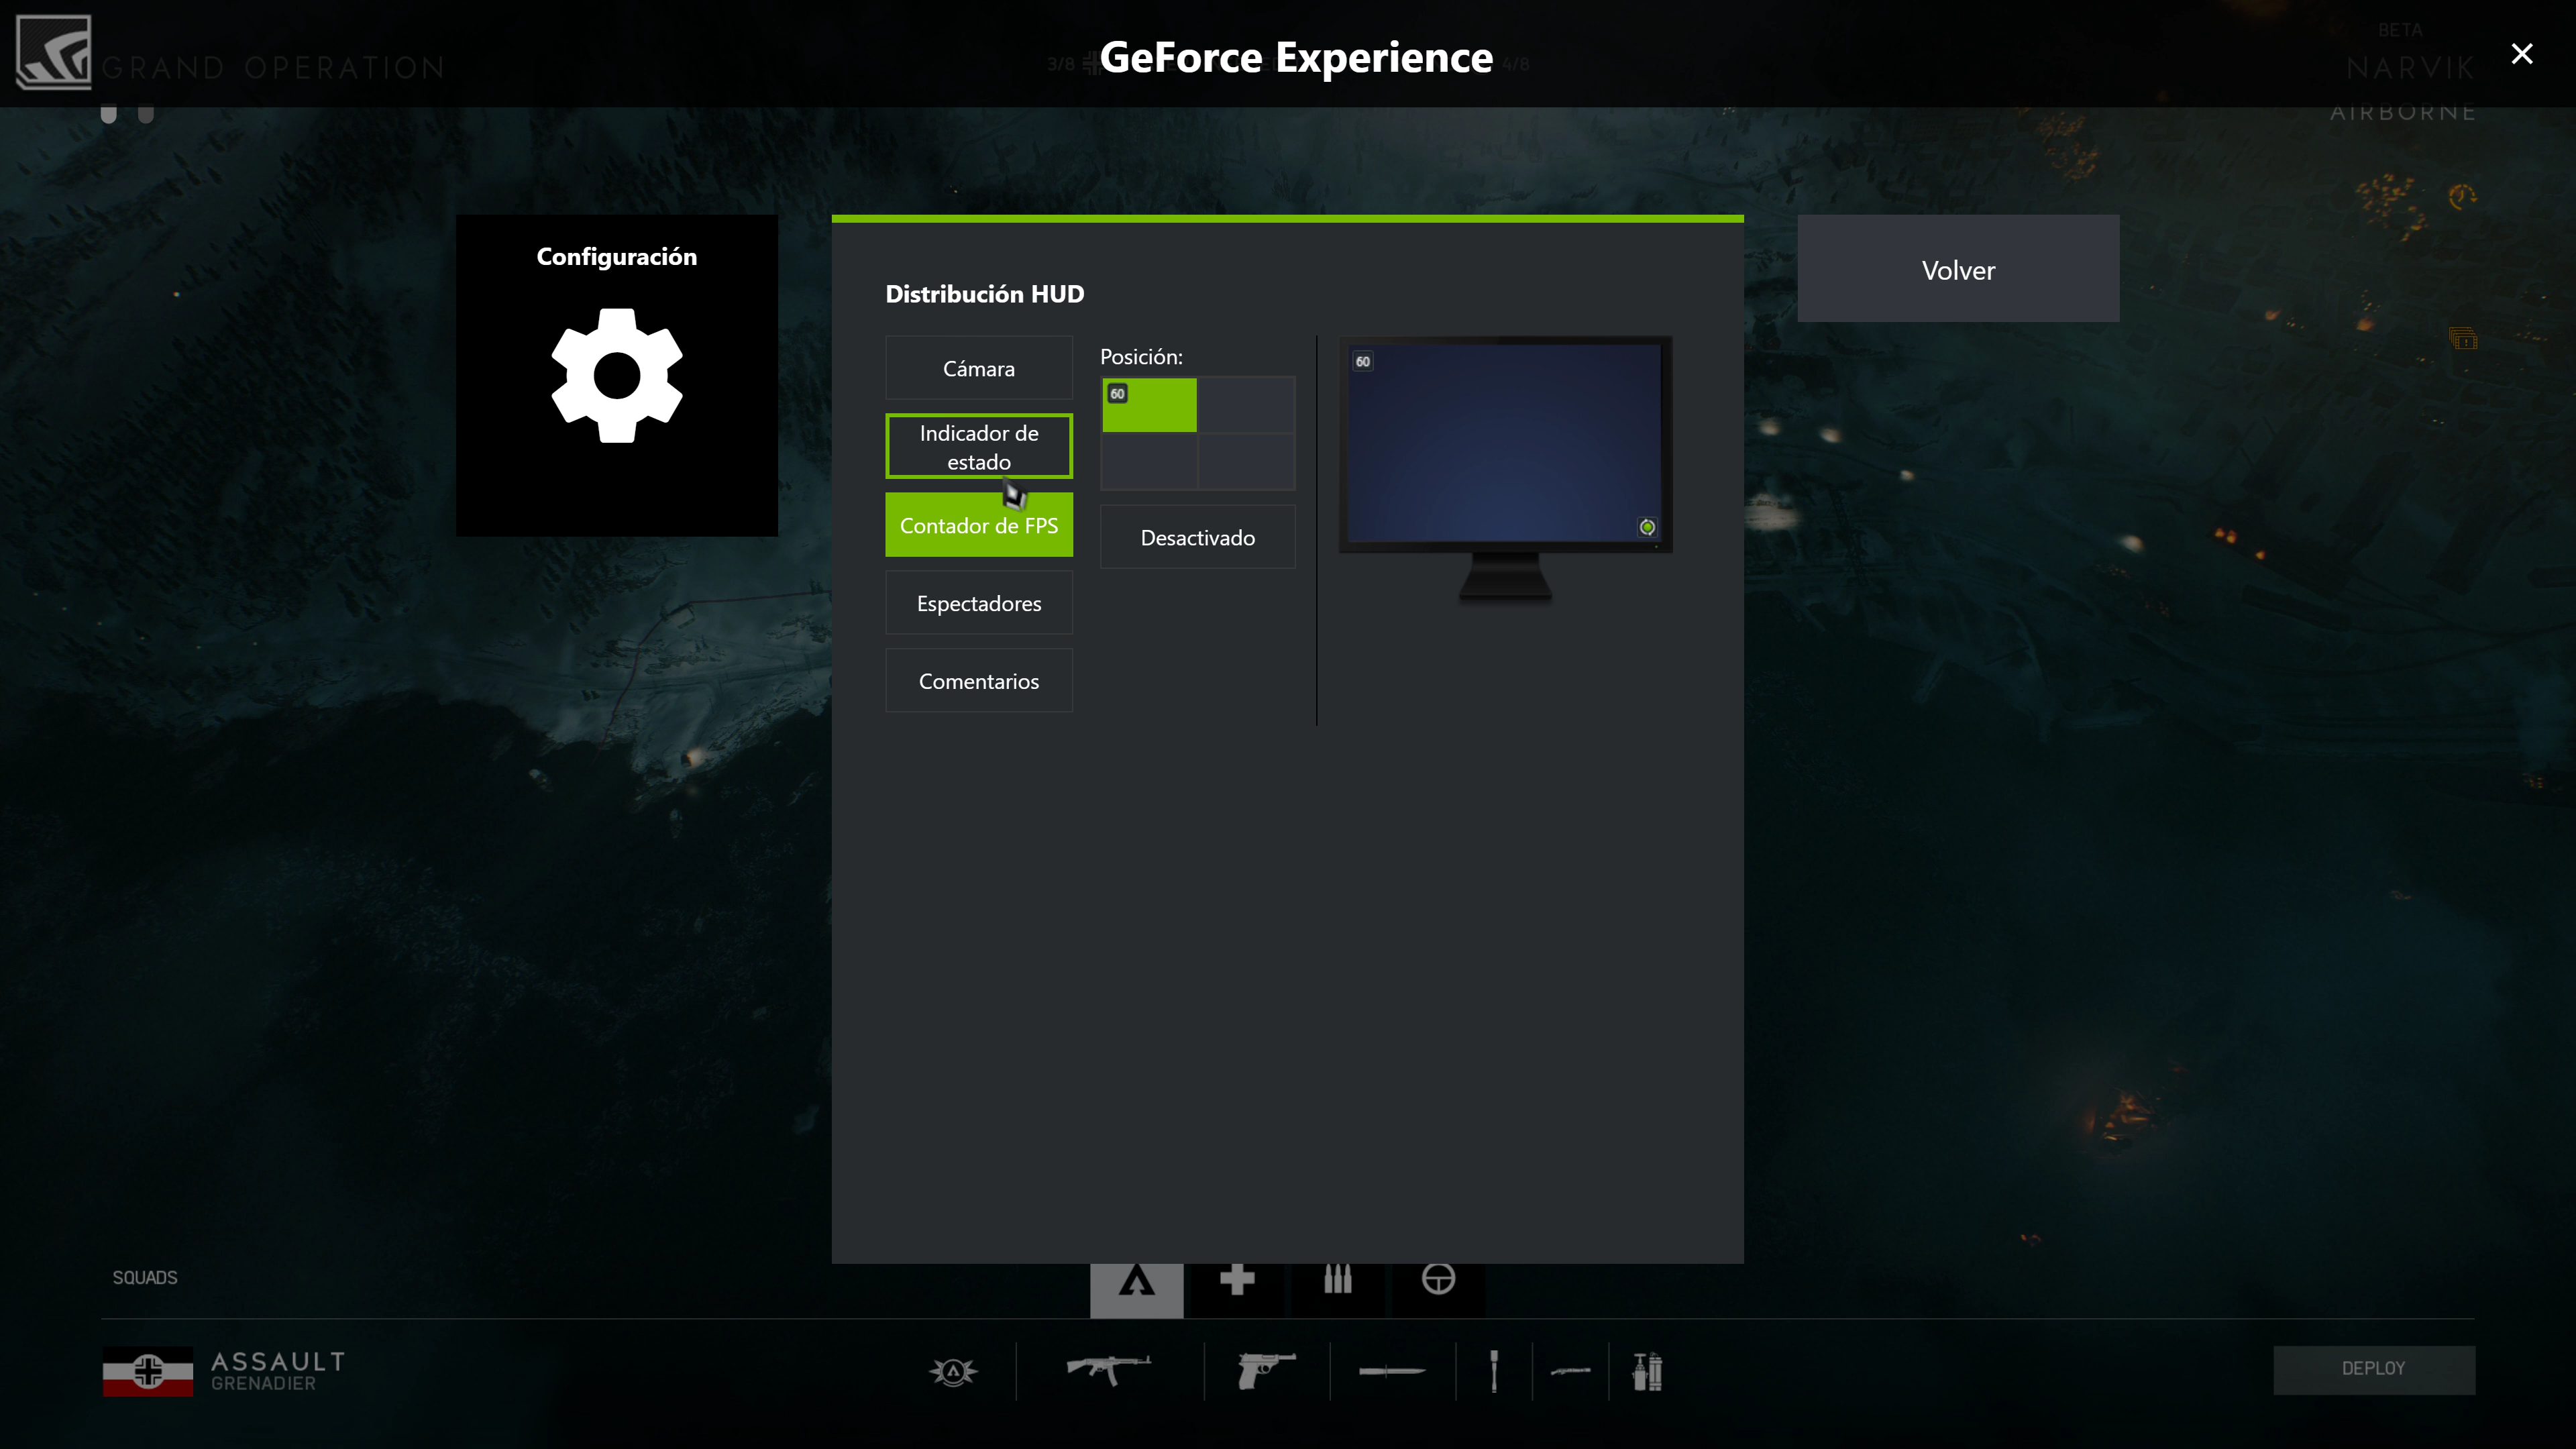 GRAND OPERATION
3/8
GeForce Experience
4/8
BETA
NARVIK
AIRBORNE
Configuración
Distribución HUD
Volver
Cámara
Posición:
60
60
Indicador de
estado
Contador de FPS
Desactivado
Espectadores
Comentarios
SQUADS
ASSAULT
GRENADIER
DEPLOY